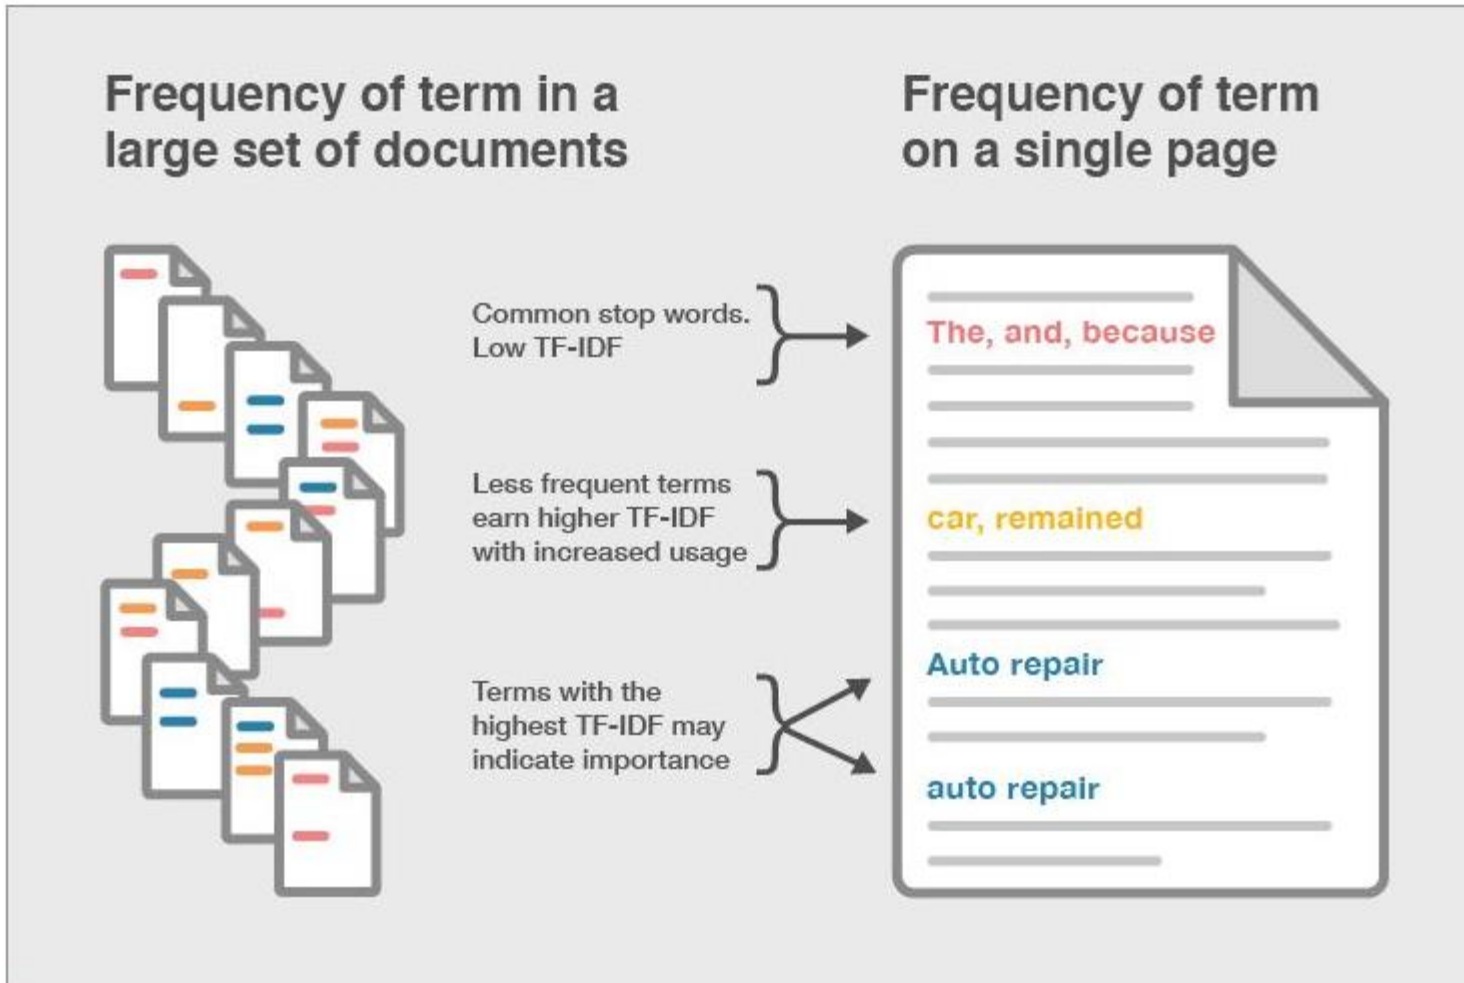 Frequency of term in a
large set of documents
Frequency of term
on a single page
Common stop words.
Low TF-IDF
The, and, because
Less frequent terms
earn higher TF-IDF
with increased usage
car, remained
Terms with the
highest TF-IDF may
indicate importance
Auto repair
auto repair